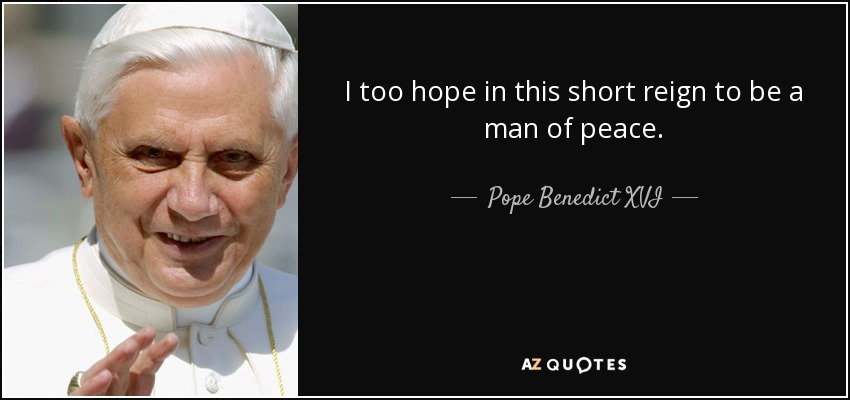 I too hope in this short reign to be a
man of peace.
Pope Benedict XVI
AZ QUOTES